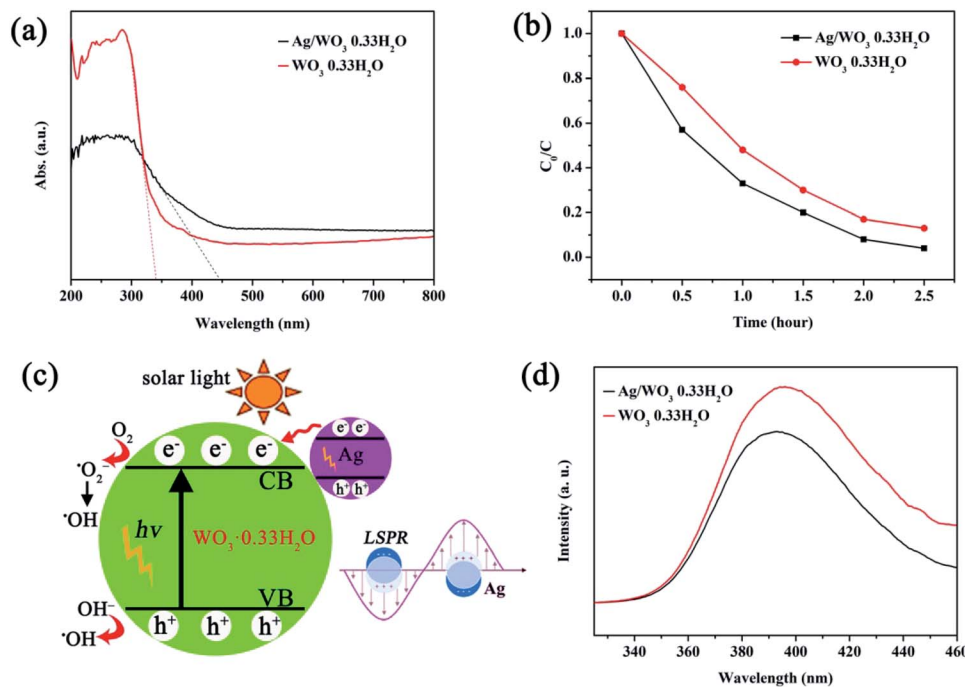 (a)
Ag/WO₃ 0.33H₂O
WO₃ 0.33H₂O
Abs. (a.u.)
200 300 400 500 600 700 800
Wavelength (nm)
(b)
Ag/WO₃ 0.33H₂O
WO₃ 0.33H₂O
C₀/C
1.0
0.8
0.6
0.4
0.2
0.0
0.0 0.5 1.0 1.5 2.0 2.5
Time (hour)
(c)
solar light
O₂
e⁻ e⁻ e⁻
e⁻ e⁻
Ag
h⁺ h⁺
·O₂⁻
CB
·OH
hv
WO₃·0.33H₂O
LSPR
Ag
OH⁻
VB
·OH
h⁺ h⁺ h⁺
(d)
Ag/WO₃ 0.33H₂O
WO₃ 0.33H₂O
Intensity (a. u.)
340 360 380 400 420 440 460
Wavelength (nm)